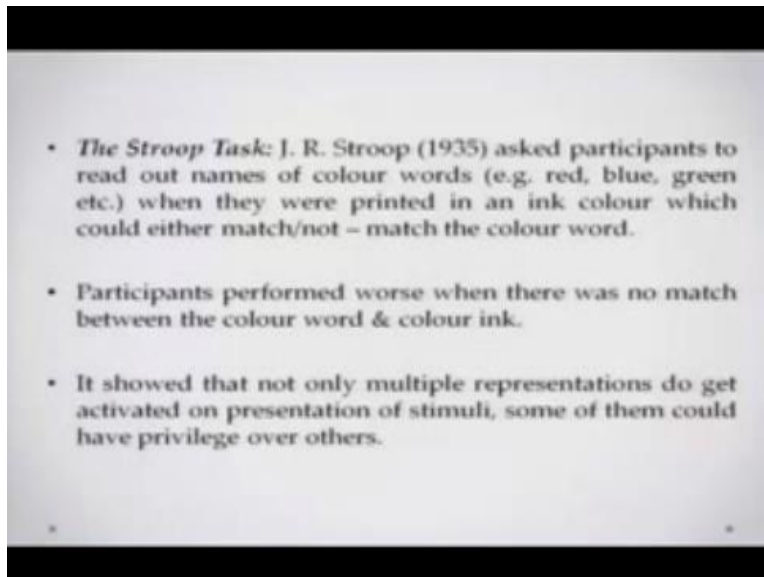 • The Stroop Task: J. R. Stroop (1935) asked participants to
read out names of colour words (e.g. red, blue, green
etc.) when they were printed in an ink colour which
could either match/not – match the colour word.
• Participants performed worse when there was no match
between the colour word & colour ink.
• It showed that not only multiple representations do get
activated on presentation of stimuli, some of them could
have privilege over others.